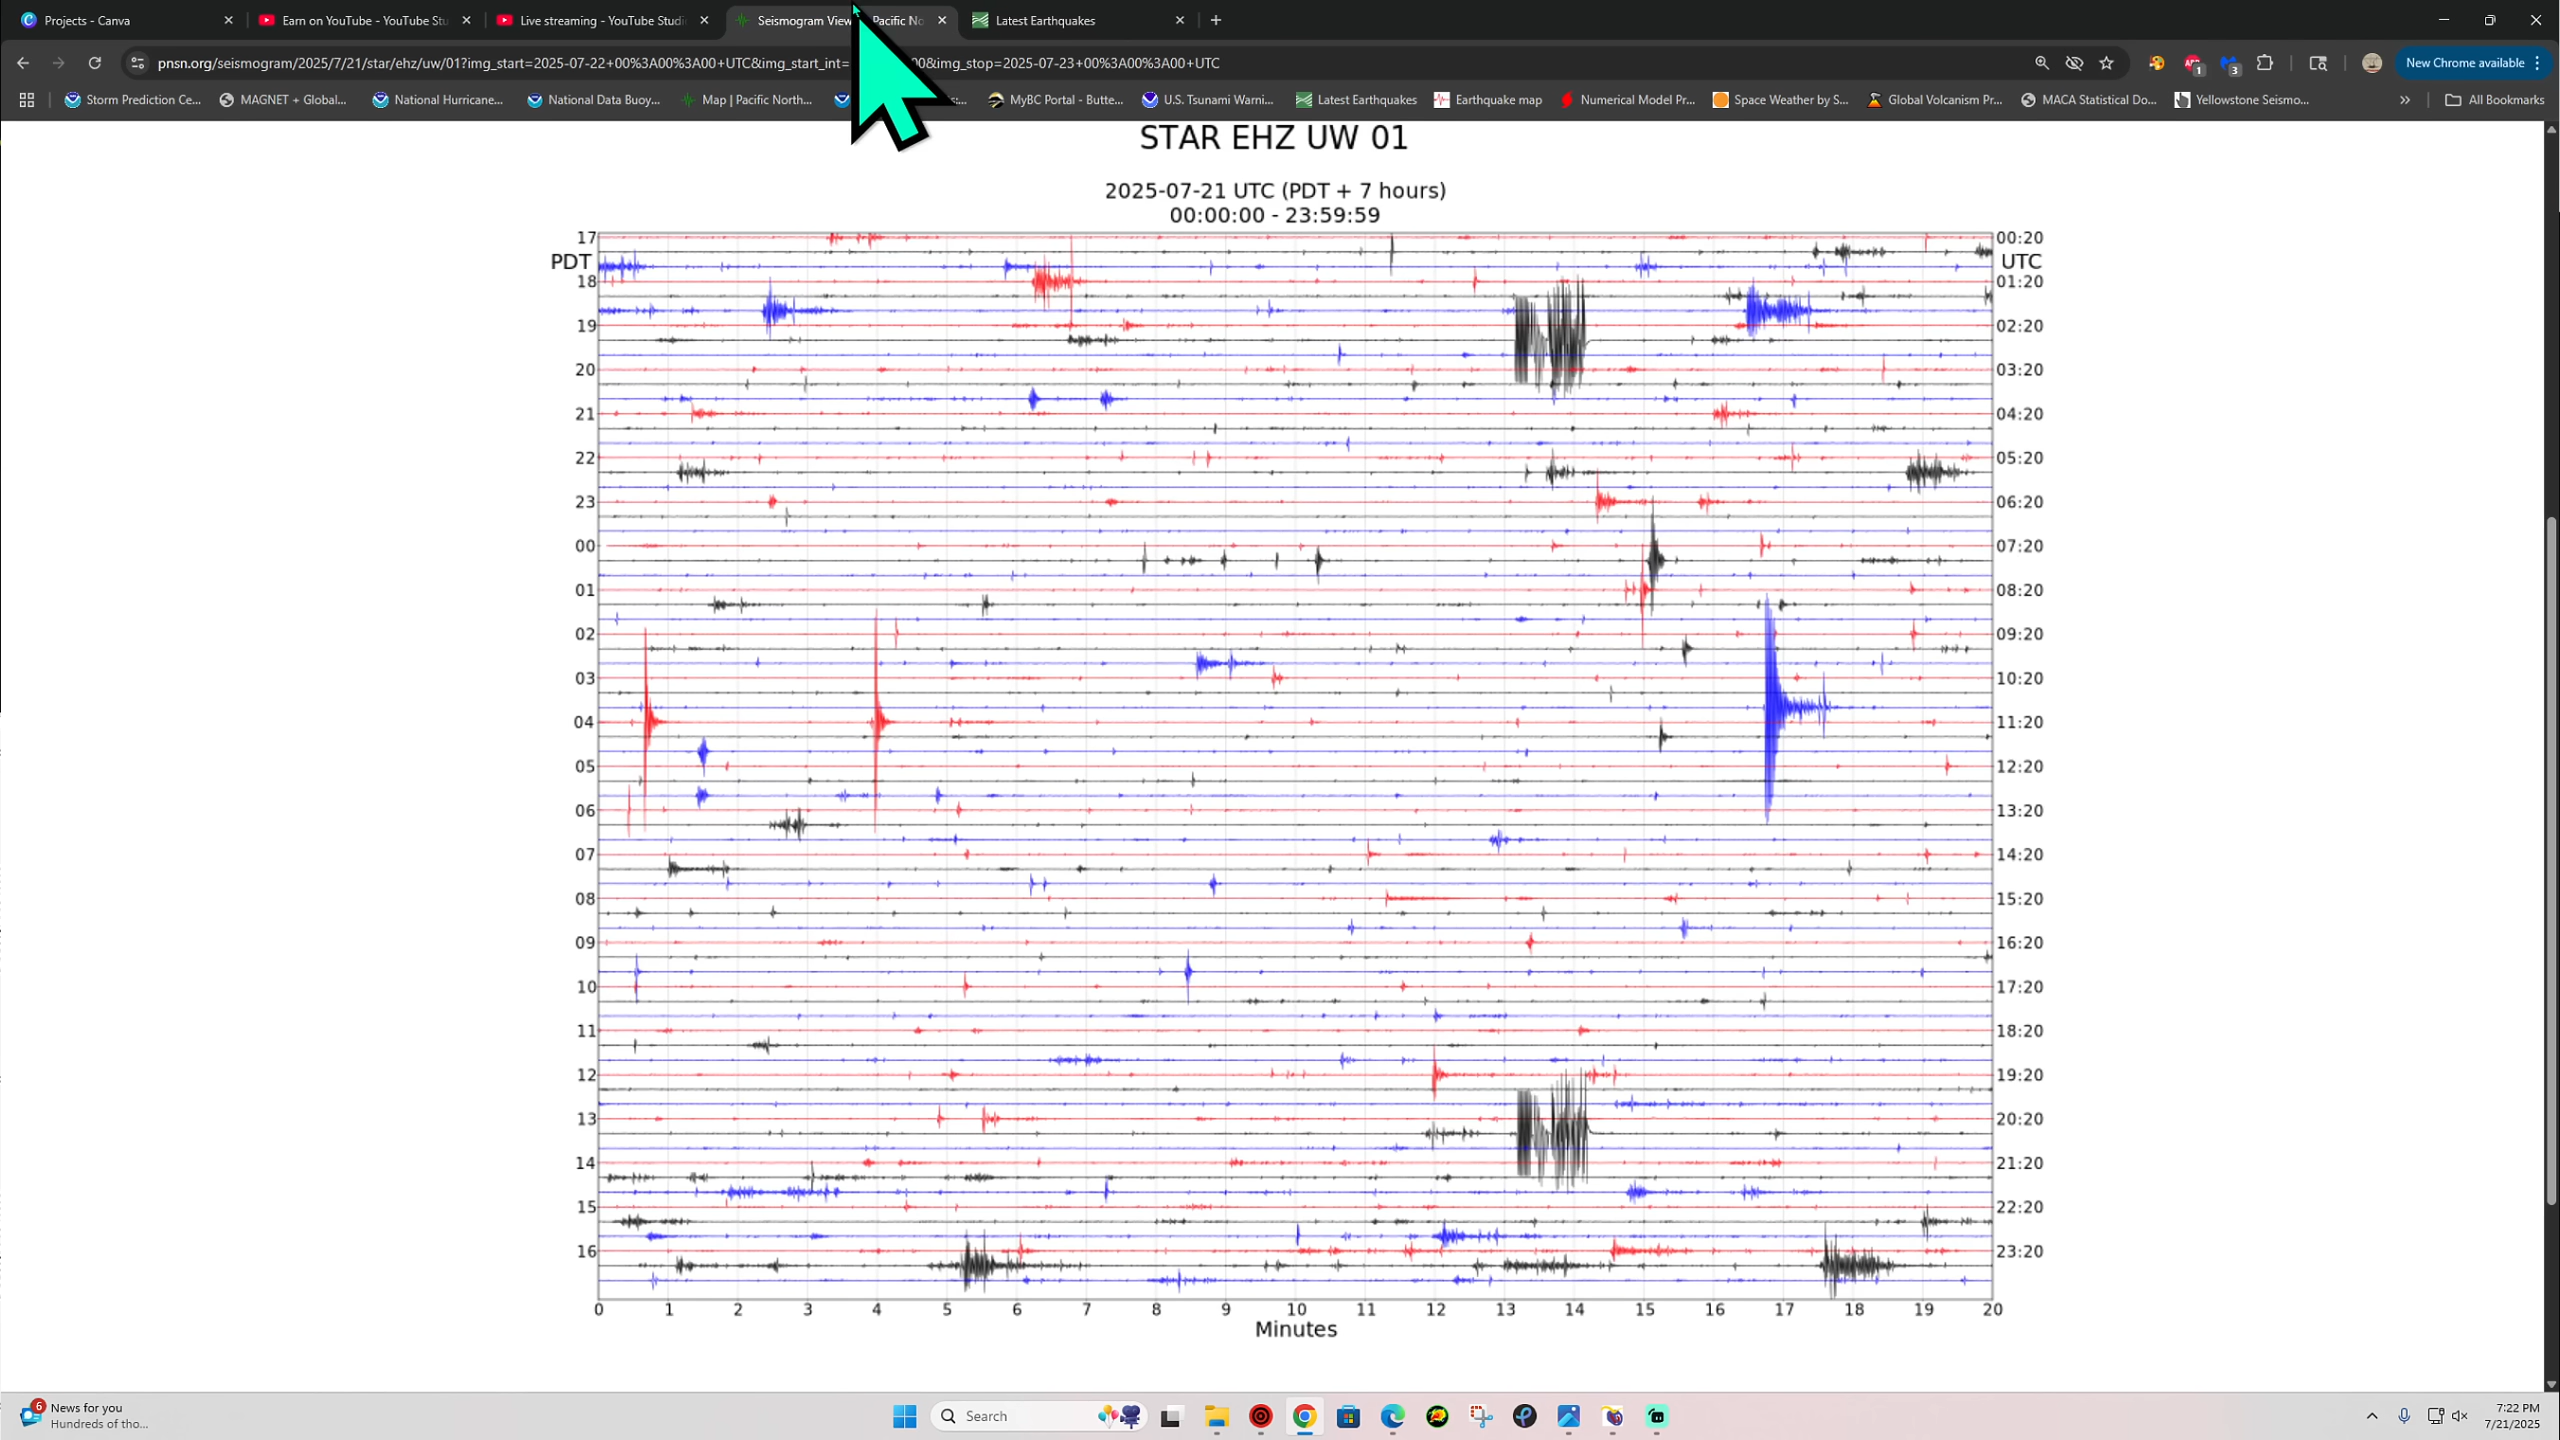 Projects - Canva
Earn on YouTube - YouTube Stu
Live streaming - YouTube Studi
Seismogram View Pacific No
Latest Earthquakes
pnsn.org/seismogram/2025/7/21/star/ehz/uw/01?img_start=2025-07-22+00%3A00%3A00+UTC&img_start_int= 00&img_stop=2025-07-23+00%3A00%3A00+UTC
1
3
New Chrome available
Storm Prediction Ce...
MAGNET + Global...
National Hurricane...
National Data Buoy...
Map | Pacific North...
MyBC Portal - Butte...
U.S. Tsunami Warni...
Latest Earthquakes
Earthquake map
Numerical Model Pr...
Space Weather by S...
Global Volcanism Pr...
MACA Statistical Do...
Yellowstone Seismo...
All Bookmarks
STAR EHZ UW 01
2025-07-21 UTC (PDT + 7 hours)
00:00:00 - 23:59:59
17 00:20
PDT UTC
18 01:20
19 02:20
20 03:20
21 04:20
22 05:20
23 06:20
00 07:20
01 08:20
02 09:20
03 10:20
04 11:20
05 12:20
06 13:20
07 14:20
08 15:20
09 16:20
10 17:20
11 18:20
12 19:20
13 20:20
14 21:20
15 22:20
16 23:20
0 1 2 3 4 5 6 7 8 9 10 11 12 13 14 15 16 17 18 19 20
Minutes
6
News for you
Hundreds of tho...
Search
7:22 PM
7/21/2025